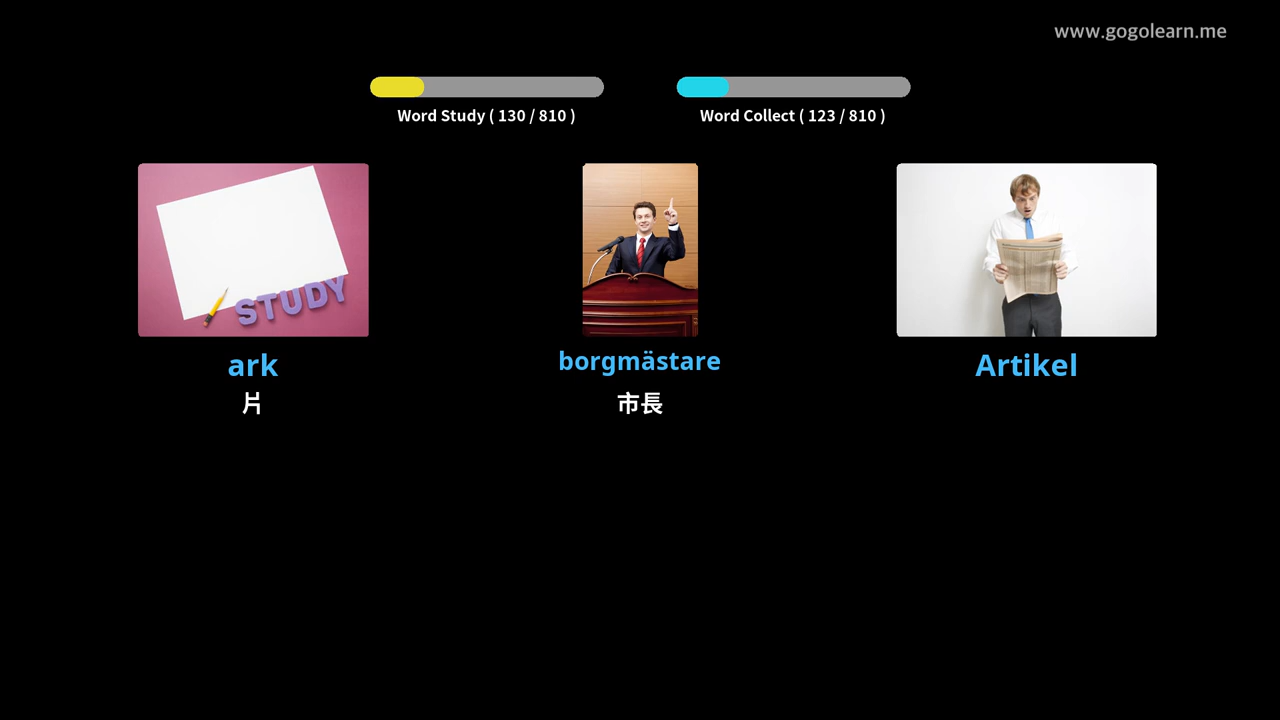 www.gogolearn.me
Word Study ( 130 / 810 )
Word Collect ( 123 / 810 )
STUDY
ark
片
borgmästare
市長
Artikel